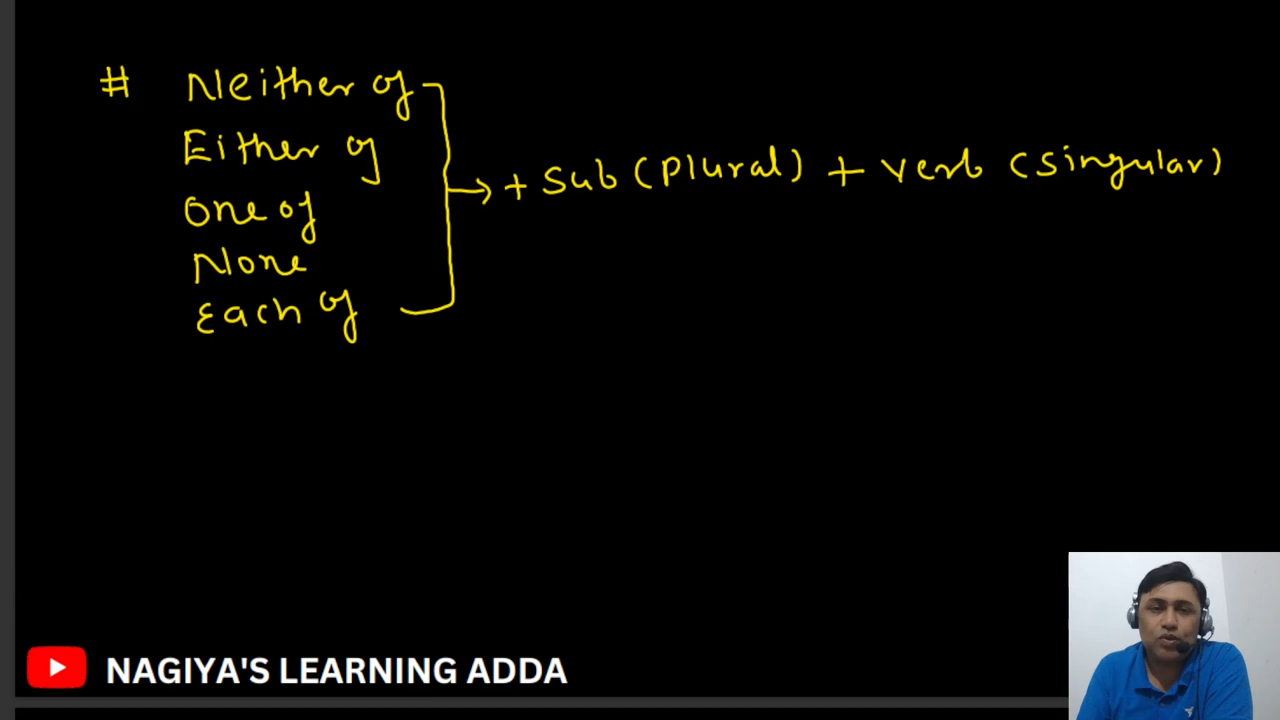 # Neither of
Either of
One of
None
Each of
→ + Sub (Plural) + verb (singular)
NAGIYA'S LEARNING ADDA